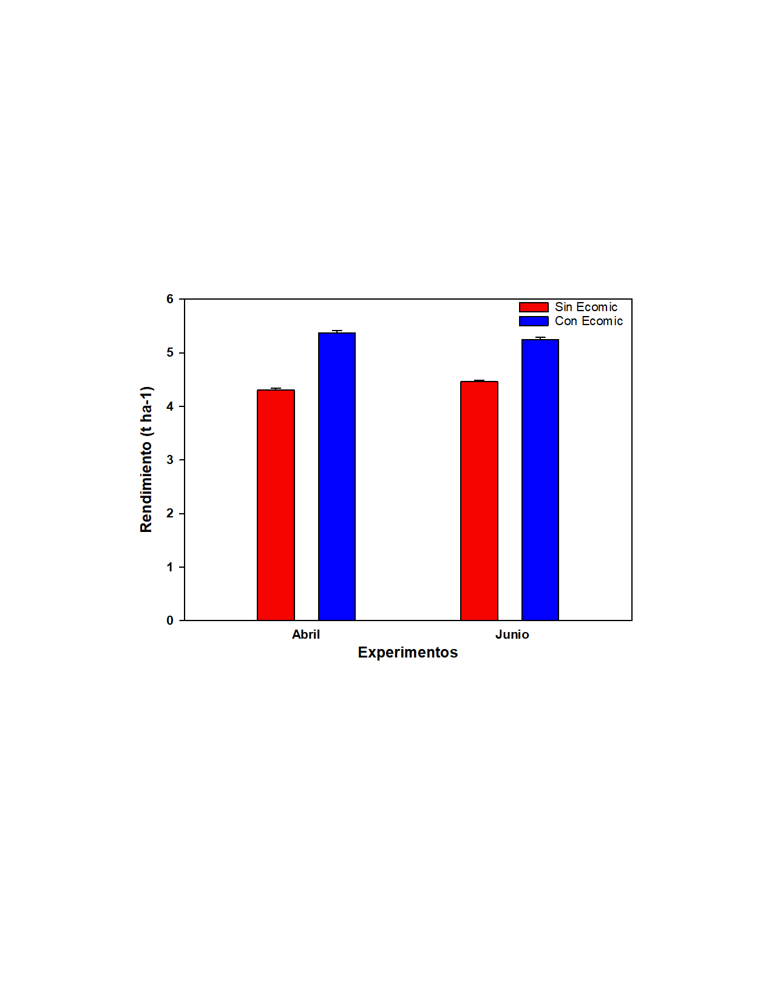 Sin Ecomic
Con Ecomic
6
5
4
3
2
1
0
Rendimiento (t ha-1)
Abril
Junio
Experimentos